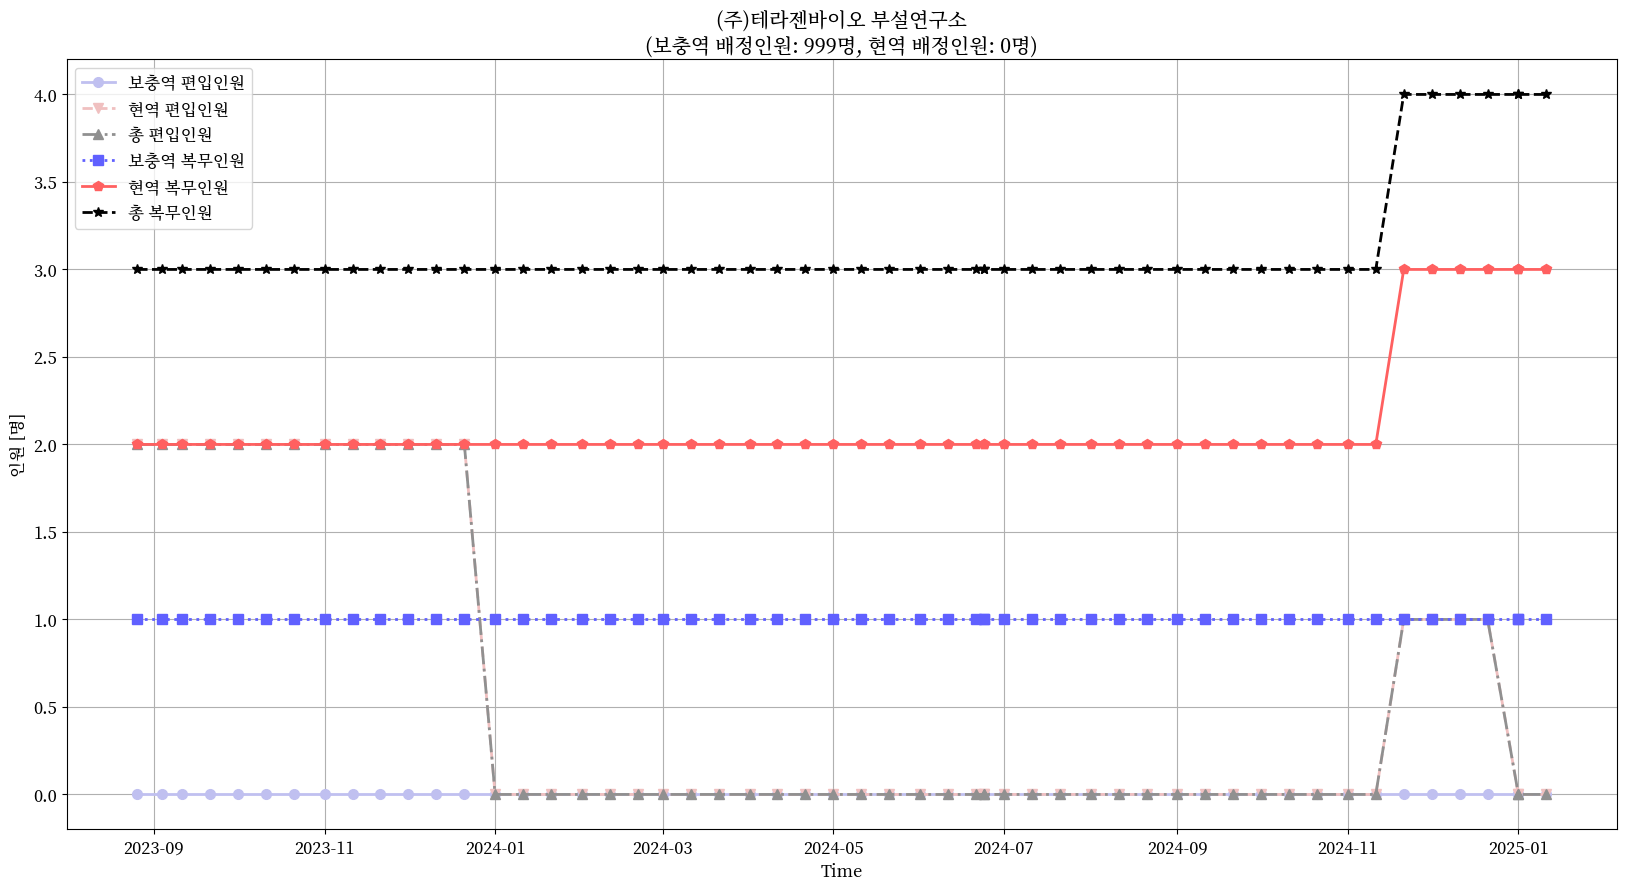 (주)테라젠바이오 부설연구소
(보충역 배정인원: 999명, 현역 배정인원: 0명)
보충역 편입인원
현역 편입인원
총 편입인원
보충역 복무인원
현역 복무인원
총 복무인원
4.0
3.5
3.0
2.5
2.0
1.5
1.0
0.5
0.0
인원 [명]
2023-09 2023-11 2024-01 2024-03 2024-05 2024-07 2024-09 2024-11 2025-01
Time